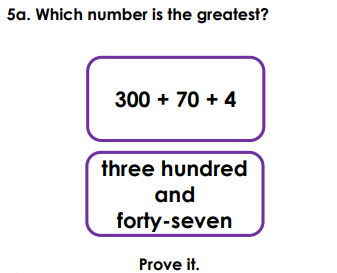 5a. Which number is the greatest?
300 + 70 + 4
three hundred
and
forty-seven
Prove it.